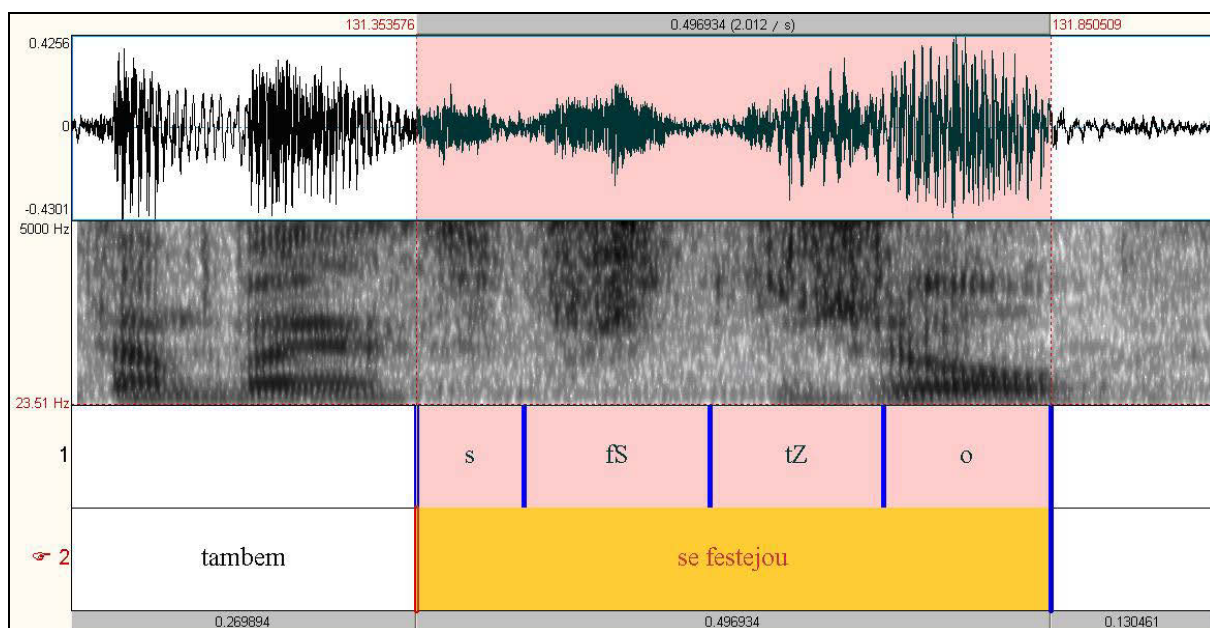 131.353576 0.496934 (2.012 / s) 131.850509
0.4256
0
-0.4301
5000 Hz
23.51 Hz
1 s fS tZ o
☞ 2 tambem se festejou
0.269894 0.496934 0.130461